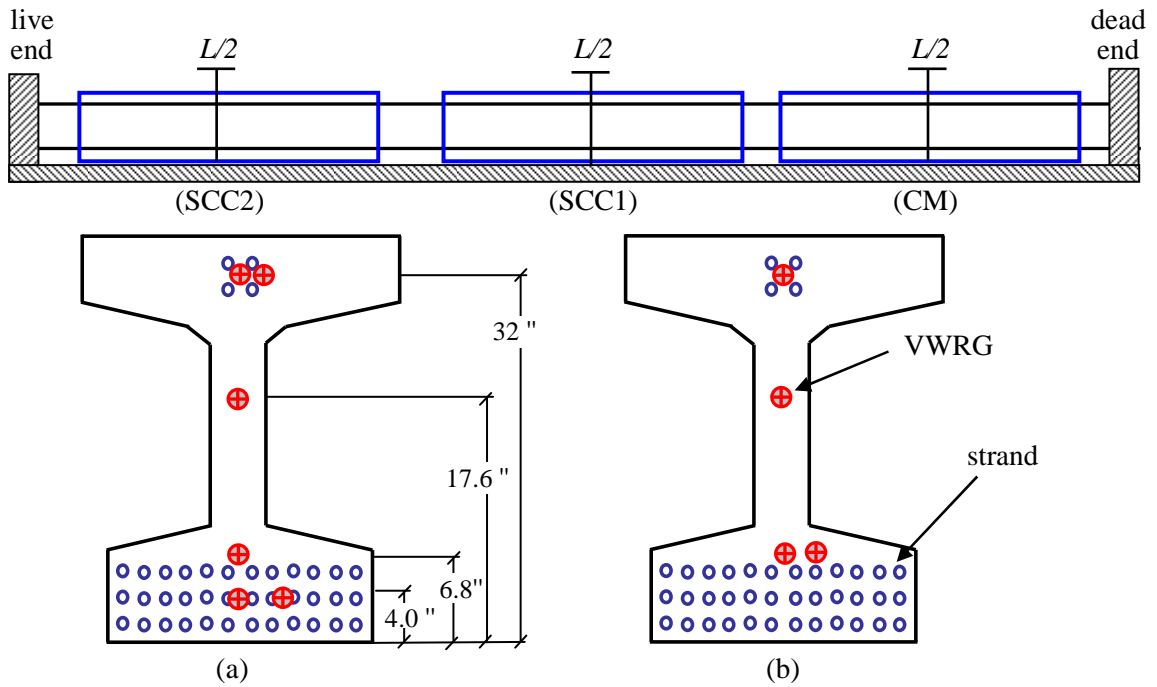 live
end
dead
end
L/2
L/2
L/2
(SCC2)
(SCC1)
(CM)
32 "
17.6 "
6.8"
4.0 "
VWRG
strand
(a)
(b)